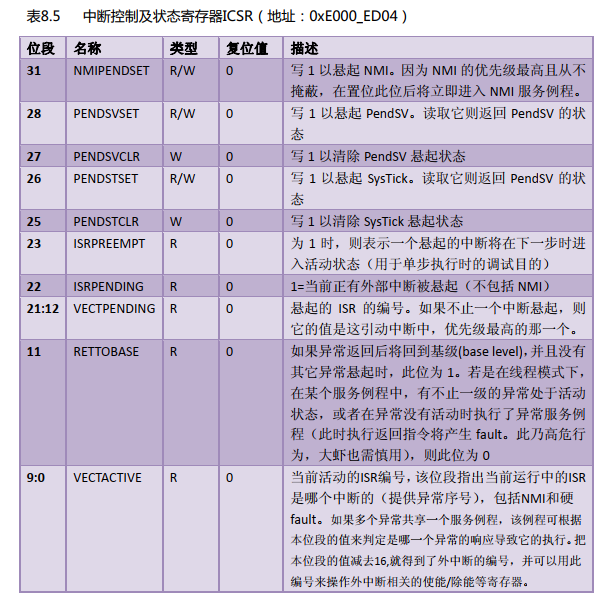 表8.5 中断控制及状态寄存器ICSR（地址：0xE000_ED04）
位段 名称 类型 复位值 描述
31 NMIPENDSET R/W 0 写 1 以悬起 NMI。因为 NMI 的优先级最高且从不
掩蔽，在置位此位后将立即进入 NMI 服务例程。
28 PENDSVSET R/W 0 写 1 以悬起 PendSV。读取它则返回 PendSV 的状
态
27 PENDSVCLR W 0 写 1 以清除 PendSV 悬起状态
26 PENDSTSET R/W 0 写 1 以悬起 SysTick。读取它则返回 PendSV 的状
态
25 PENDSTCLR W 0 写 1 以清除 SysTick 悬起状态
23 ISRPREEMPT R 0 为 1 时，则表示一个悬起的中断将在下一步时进
入活动状态（用于单步执行时的调试目的）
22 ISRPENDING R 0 1=当前正有外部中断被悬起（不包括 NMI）
21:12 VECTPENDING R 0 悬起的 ISR 的编号。如果不止一个中断悬起，则
它的值是这引动中断中，优先级最高的那一个。
11 RETTOBASE R 0 如果异常返回后将回到基级(base level)，并且没有
其它异常悬起时，此位为 1。若是在线程模式下，
在某个服务例程中，有不止一级的异常处于活动
状态，或者在异常没有活动时执行了异常服务例
程（此时执行返回指令将产生 fault。此乃高危行
为，大虾也需慎用），则此位为 0
9:0 VECTACTIVE R 0 当前活动的ISR编号，该位段指出当前运行中的ISR
是哪个中断的（提供异常序号），包括NMI和硬
fault。如果多个异常共享一个服务例程，该例程可根据
本位段的值来判定是哪一个异常的响应导致它的执行。把
本位段的值减去16,就得到了外中断的编号，并可以用此
编号来操作外中断相关的使能/除能等寄存器。